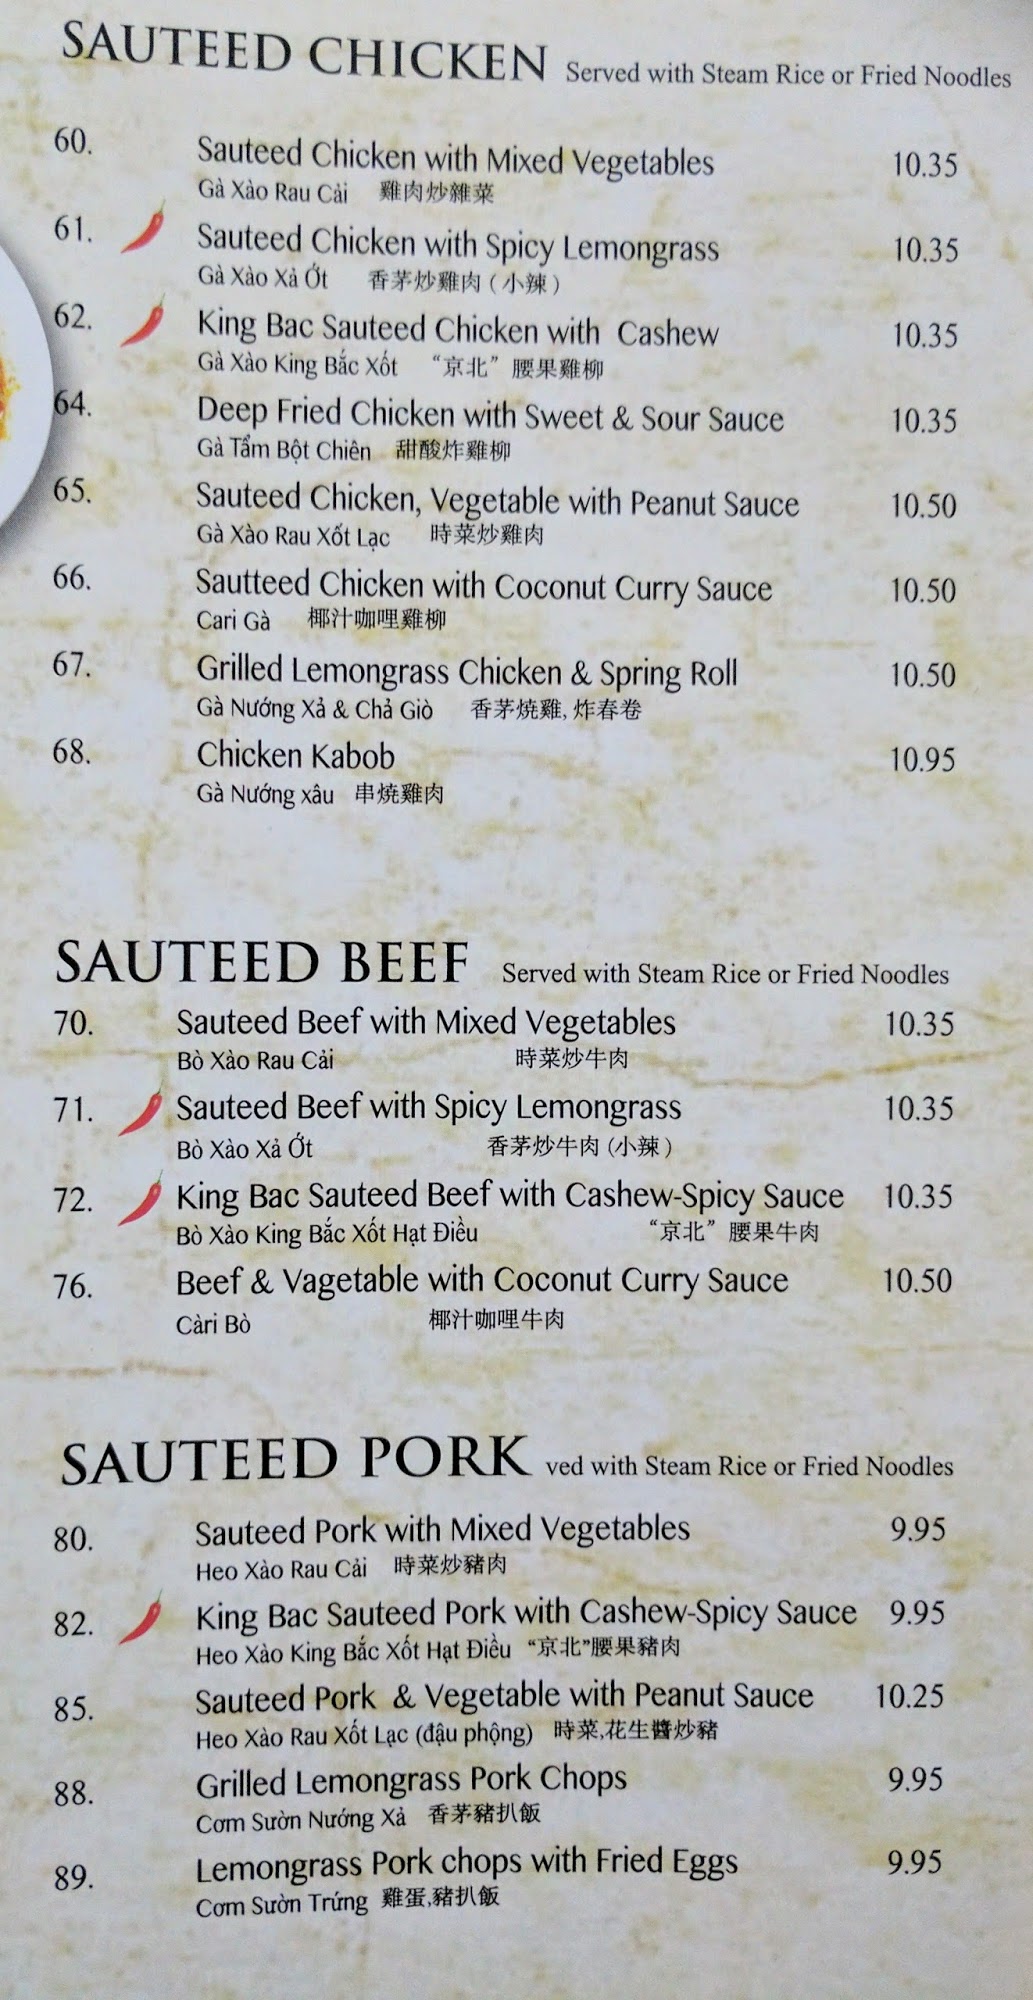 SAUTEED CHICKEN Served with Steam Rice or Fried Noodles
60. Sauteed Chicken with Mixed Vegetables 10.35
Gà Xào Rau Cải 雞肉炒雜菜
61. Sauteed Chicken with Spicy Lemongrass 10.35
Gà Xào Xả Ớt 香茅炒雞肉 ( 小辣 )
62. King Bac Sauteed Chicken with Cashew 10.35
Gà Xào King Bắc Xốt “京北” 腰果雞柳
64. Deep Fried Chicken with Sweet & Sour Sauce 10.35
Gà Tẩm Bột Chiên 甜酸炸雞柳
65. Sauteed Chicken, Vegetable with Peanut Sauce 10.50
Gà Xào Rau Xốt Lạc 時菜炒雞肉
66. Sautteed Chicken with Coconut Curry Sauce 10.50
Cari Gà 椰汁咖哩雞柳
67. Grilled Lemongrass Chicken & Spring Roll 10.50
Gà Nướng Xả & Chả Giò 香茅燒雞, 炸春卷
68. Chicken Kabob 10.95
Gà Nướng xâu 串燒雞肉
SAUTEED BEEF Served with Steam Rice or Fried Noodles
70. Sauteed Beef with Mixed Vegetables 10.35
Bò Xào Rau Cải 時菜炒牛肉
71. Sauteed Beef with Spicy Lemongrass 10.35
Bò Xào Xả Ớt 香茅炒牛肉 (小辣 )
72. King Bac Sauteed Beef with Cashew-Spicy Sauce 10.35
Bò Xào King Bắc Xốt Hạt Điều “京北” 腰果牛肉
76. Beef & Vagetable with Coconut Curry Sauce 10.50
Càri Bò 椰汁咖哩牛肉
SAUTEED PORK ved with Steam Rice or Fried Noodles
80. Sauteed Pork with Mixed Vegetables 9.95
Heo Xào Rau Cải 時菜炒豬肉
82. King Bac Sauteed Pork with Cashew-Spicy Sauce 9.95
Heo Xào King Bắc Xốt Hạt Điều “京北”腰果豬肉
85. Sauteed Pork & Vegetable with Peanut Sauce 10.25
Heo Xào Rau Xốt Lạc (đậu phộng) 時菜,花生醬炒豬
88. Grilled Lemongrass Pork Chops 9.95
Cơm Sườn Nướng Xả 香茅豬扒飯
89. Lemongrass Pork chops with Fried Eggs 9.95
Cơm Sườn Trứng 雞蛋,豬扒飯